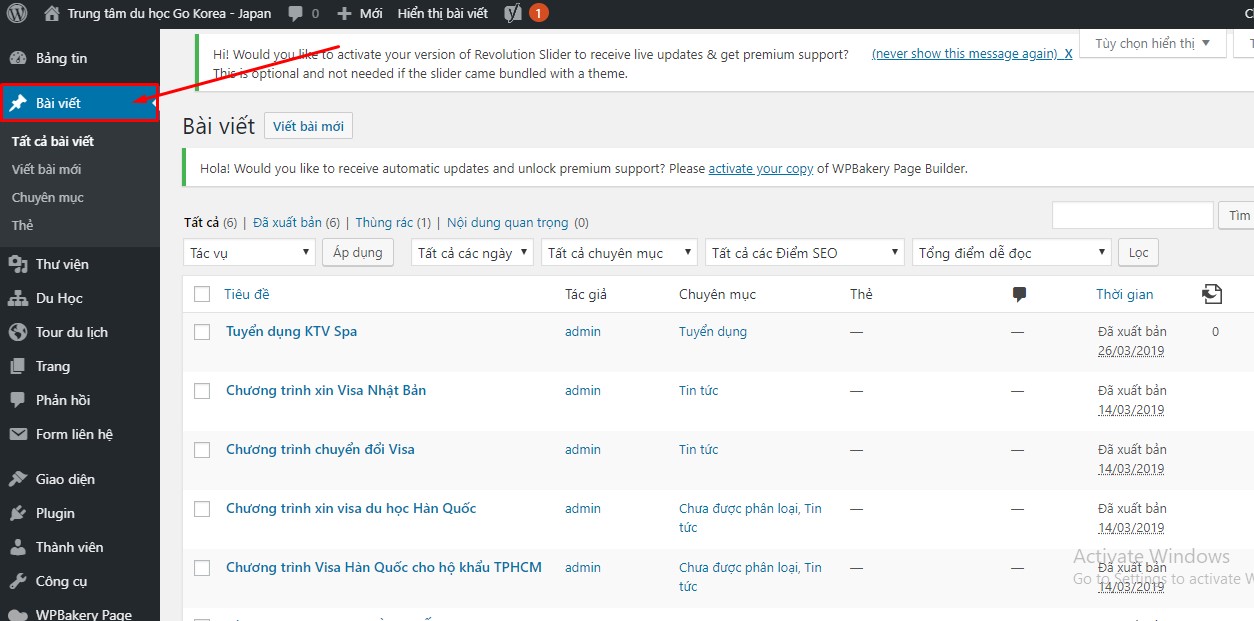 Trung tâm du học Go Korea - Japan 0 Mới Hiển thị bài viết 1
Bảng tin
Bài viết
Tất cả bài viết
Viết bài mới
Chuyên mục
Thẻ
Thư viện
Du Học
Tour du lịch
Trang
Phản hồi
Form liên hệ
Giao diện
Plugin
Thành viên
Công cụ
WPBakery Page
Hi! Would you like to activate your version of Revolution Slider to receive live updates & get premium support? (never show this message again) X
This is optional and not needed if the slider came bundled with a theme.
Tùy chọn hiển thị
Bài viết Viết bài mới
Hola! Would you like to receive automatic updates and unlock premium support? Please activate your copy of WPBakery Page Builder.
Tất cả (6) | Đã xuất bản (6) | Thùng rác (1) | Nội dung quan trọng (0)
Tìm
Tác vụ Áp dụng Tất cả các ngày Tất cả chuyên mục Tất cả các Điểm SEO Tổng điểm dễ đọc Lọc
Tiêu đề Tác giả Chuyên mục Thẻ Thời gian
Tuyển dụng KTV Spa admin Tuyển dụng — — Đã xuất bản 0
26/03/2019
Chương trình xin Visa Nhật Bản admin Tin tức — — Đã xuất bản
14/03/2019
Chương trình chuyển đổi Visa admin Tin tức — — Đã xuất bản
14/03/2019
Chương trình xin visa du học Hàn Quốc admin Chưa được phân loại, Tin — — Đã xuất bản
tức 14/03/2019
Chương trình Visa Hàn Quốc cho hộ khẩu TPHCM admin Chưa được phân loại, Tin — — Đã xuất bản
tức 14/03/2019
Activate Windows
Go to Settings to activate W